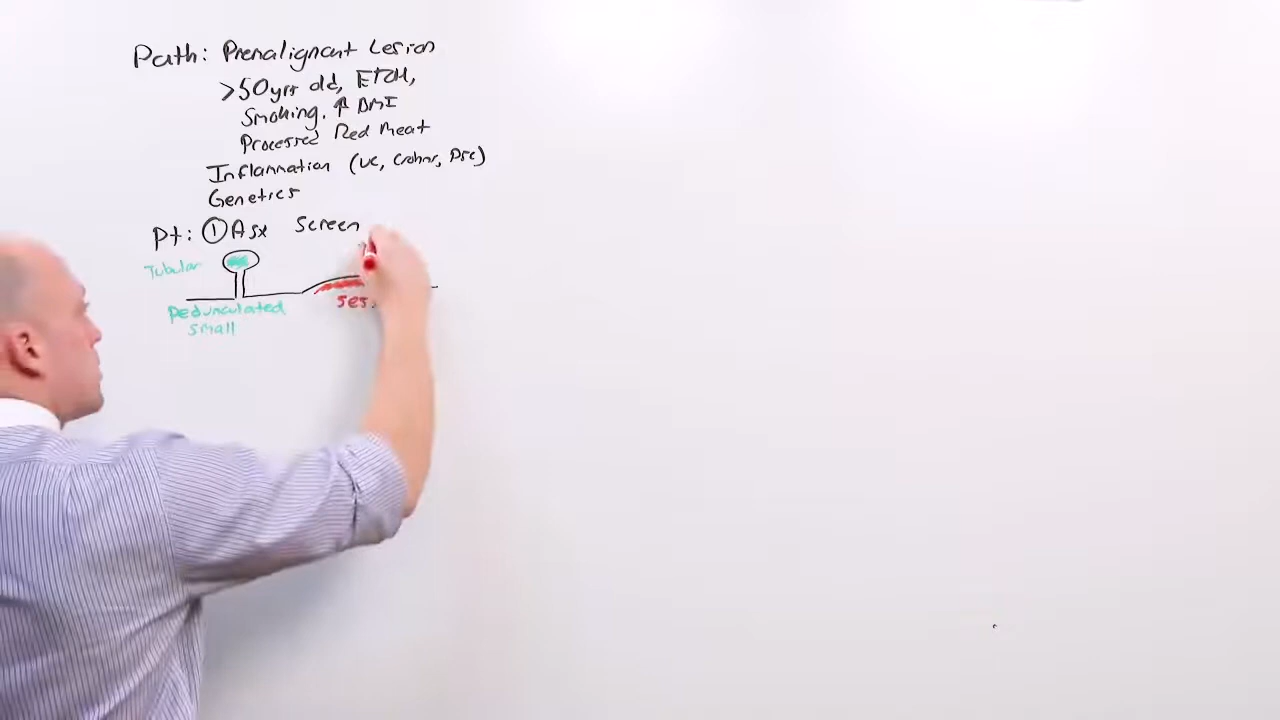 Path: Premalignant Lesion
>50yrs old, ETOH,
Smoking, ↑ BMI
Processed Red Meat
Inflammation (UC, Crohns, PSC)
Genetics
Pt: ① Asx Screen
Tubular
Pedunculated
small
ses